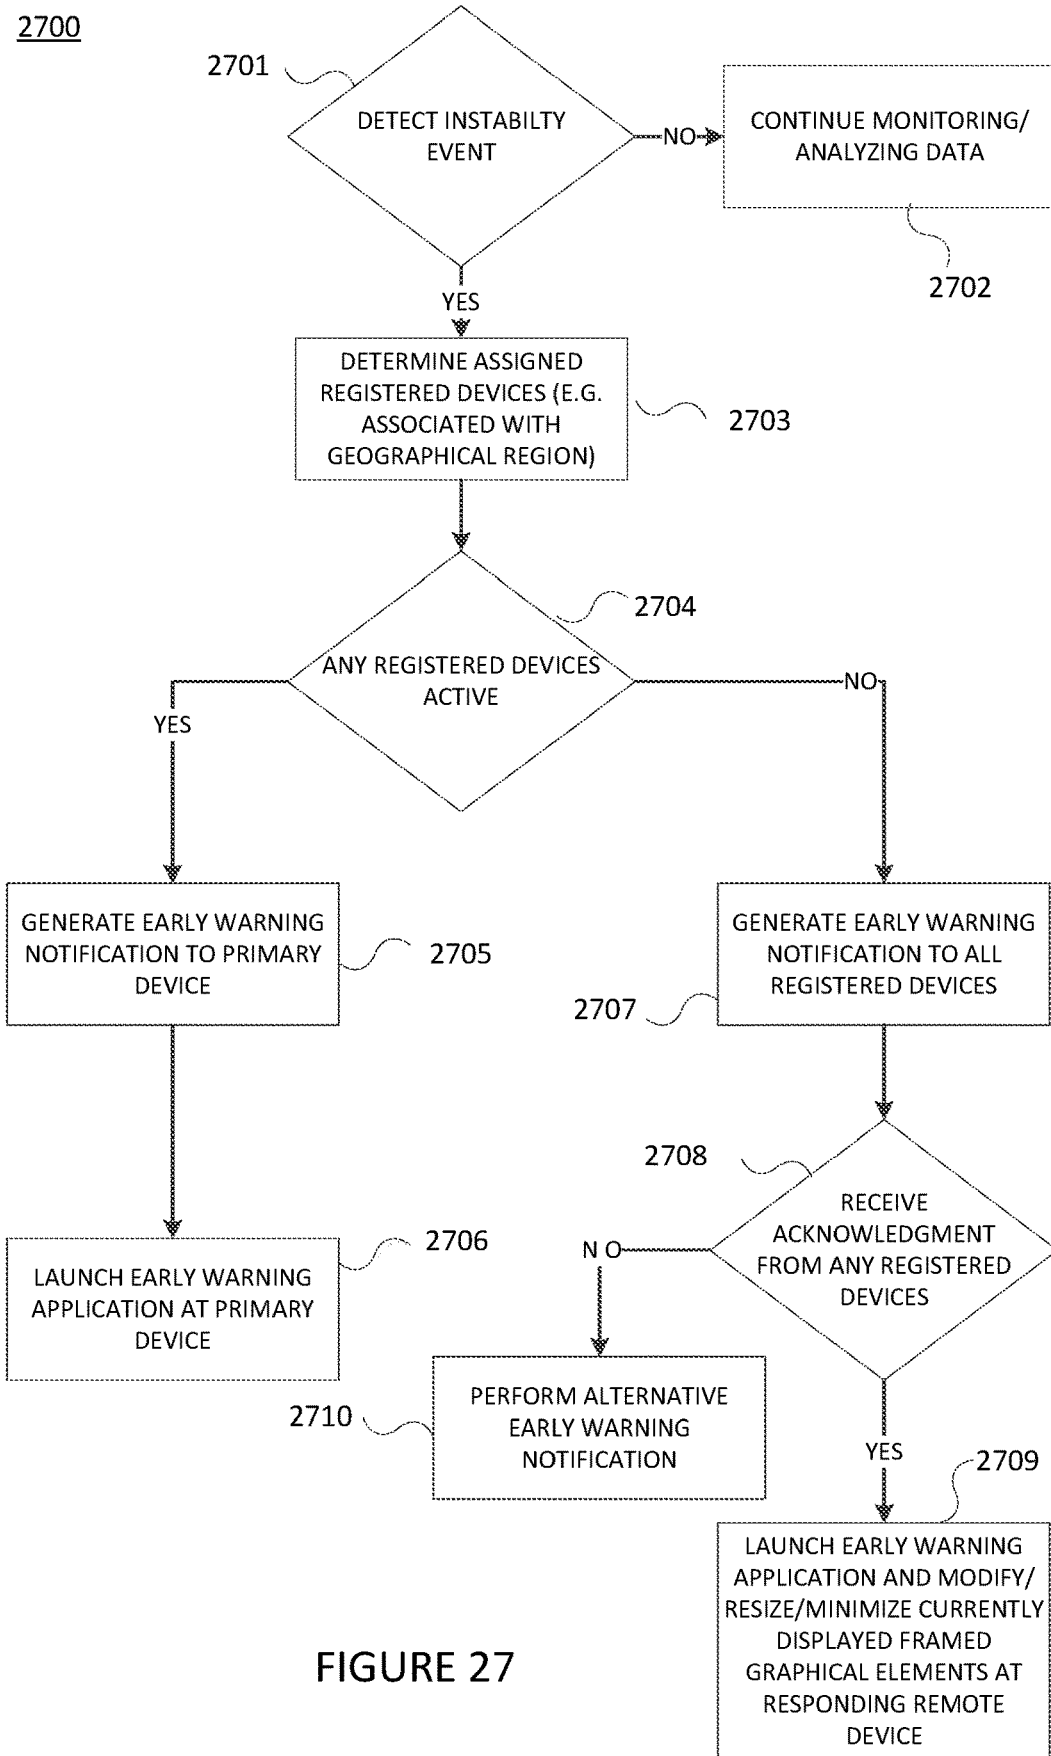 2700
2701
DETECT INSTABILTY
EVENT
NO
CONTINUE MONITORING/
ANALYZING DATA
2702
YES
DETERMINE ASSIGNED
REGISTERED DEVICES (E.G.
ASSOCIATED WITH
GEOGRAPHICAL REGION)
2703
2704
ANY REGISTERED DEVICES
ACTIVE
YES
NO
GENERATE EARLY WARNING
NOTIFICATION TO PRIMARY
DEVICE
2705
GENERATE EARLY WARNING
NOTIFICATION TO ALL
REGISTERED DEVICES
2707
2708
RECEIVE
ACKNOWLEDGMENT
FROM ANY REGISTERED
DEVICES
N O
2706
LAUNCH EARLY WARNING
APPLICATION AT PRIMARY
DEVICE
2710
PERFORM ALTERNATIVE
EARLY WARNING
NOTIFICATION
YES
2709
LAUNCH EARLY WARNING
APPLICATION AND MODIFY/
RESIZE/MINIMIZE CURRENTLY
DISPLAYED FRAMED
GRAPHICAL ELEMENTS AT
RESPONDING REMOTE
DEVICE
FIGURE 27